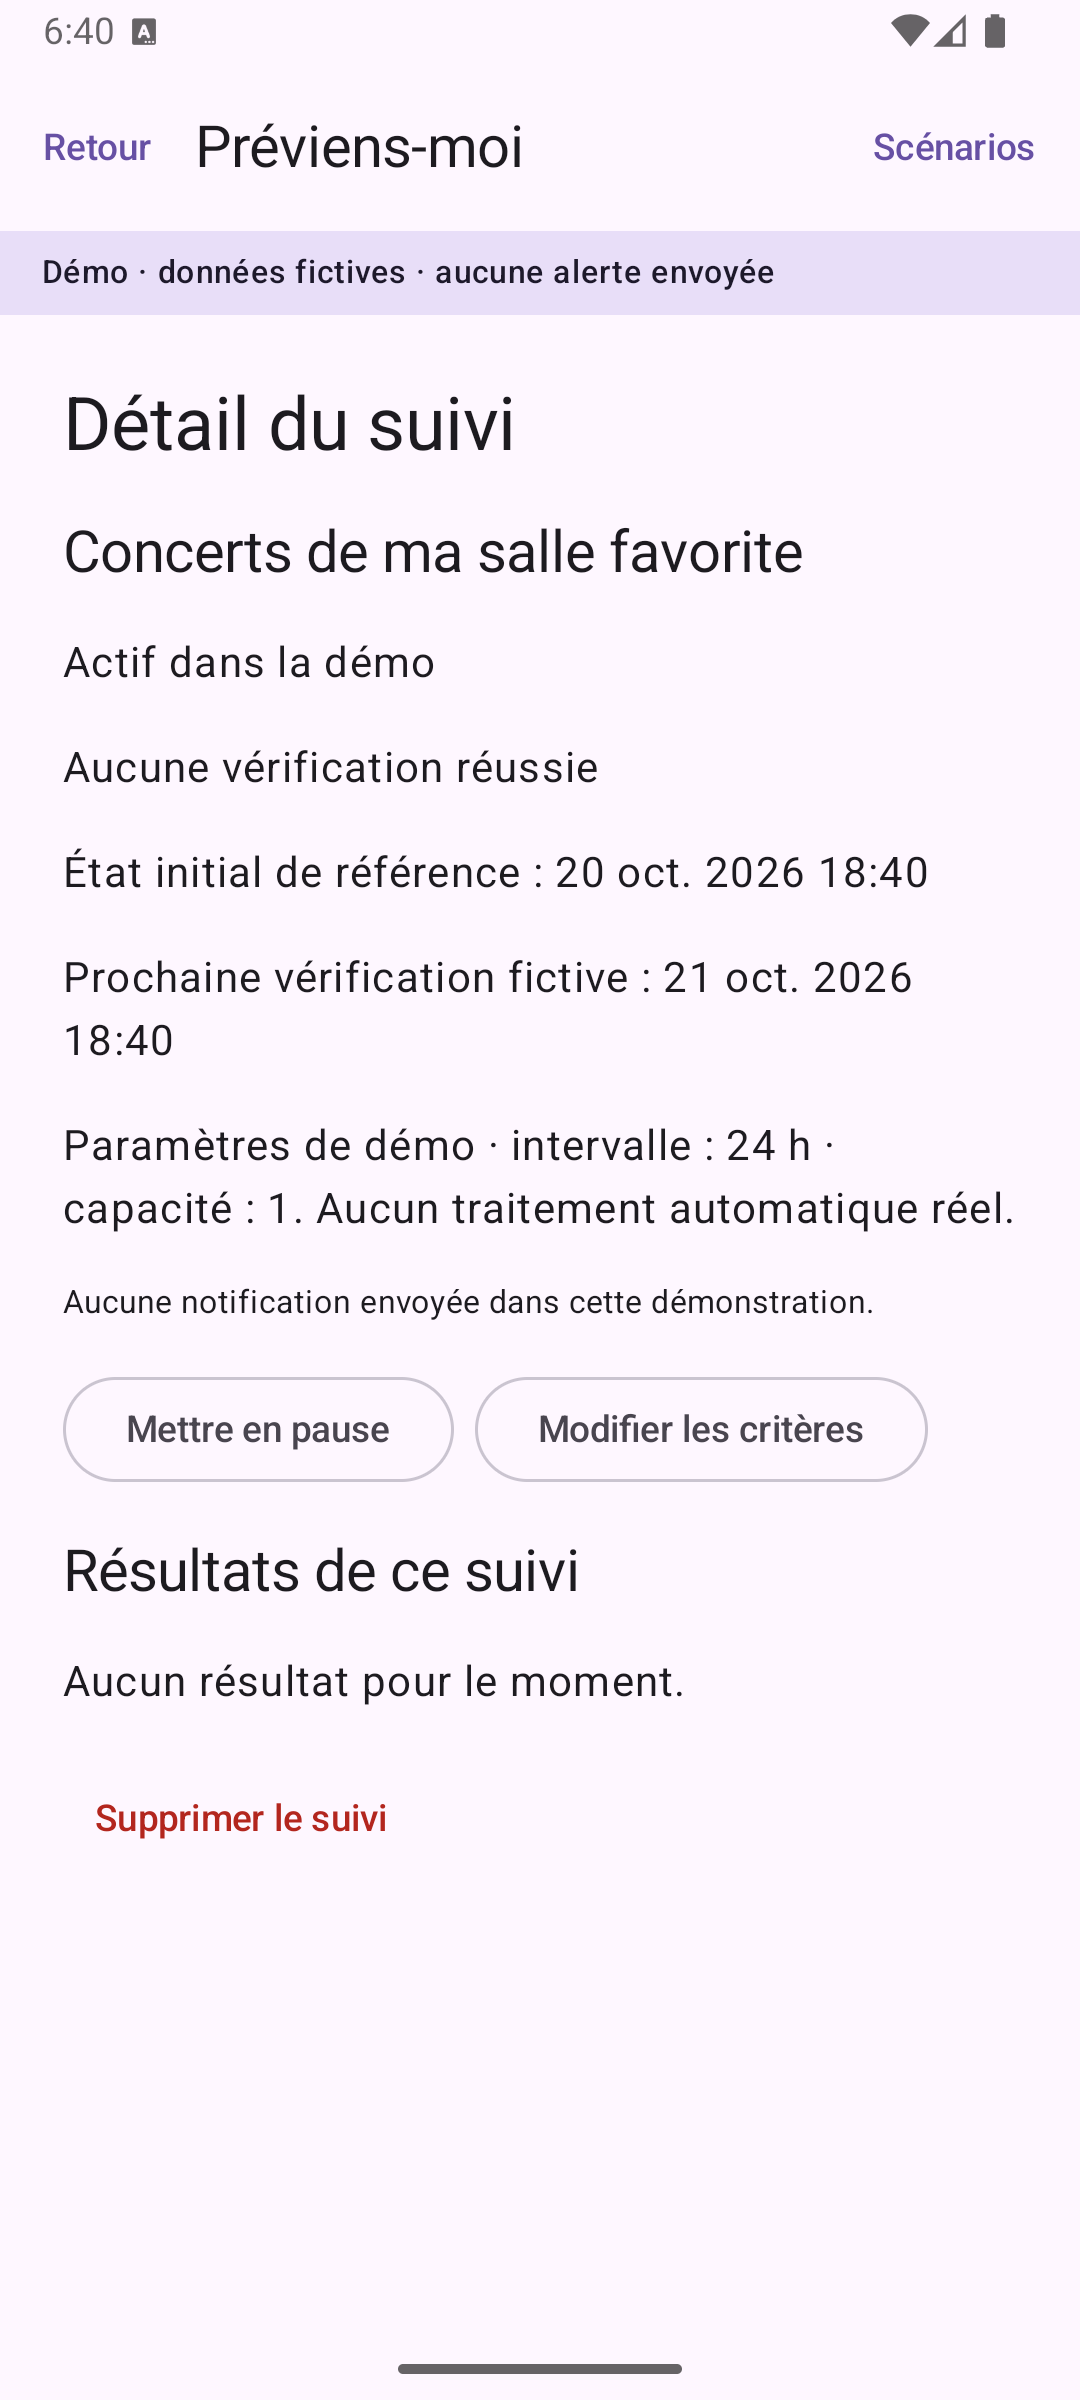 6:40
Retour Préviens-moi Scénarios
Démo · données fictives · aucune alerte envoyée
Détail du suivi
Concerts de ma salle favorite
Actif dans la démo
Aucune vérification réussie
État initial de référence : 20 oct. 2026 18:40
Prochaine vérification fictive : 21 oct. 2026
18:40
Paramètres de démo · intervalle : 24 h ·
capacité : 1. Aucun traitement automatique réel.
Aucune notification envoyée dans cette démonstration.
Mettre en pause Modifier les critères
Résultats de ce suivi
Aucun résultat pour le moment.
Supprimer le suivi